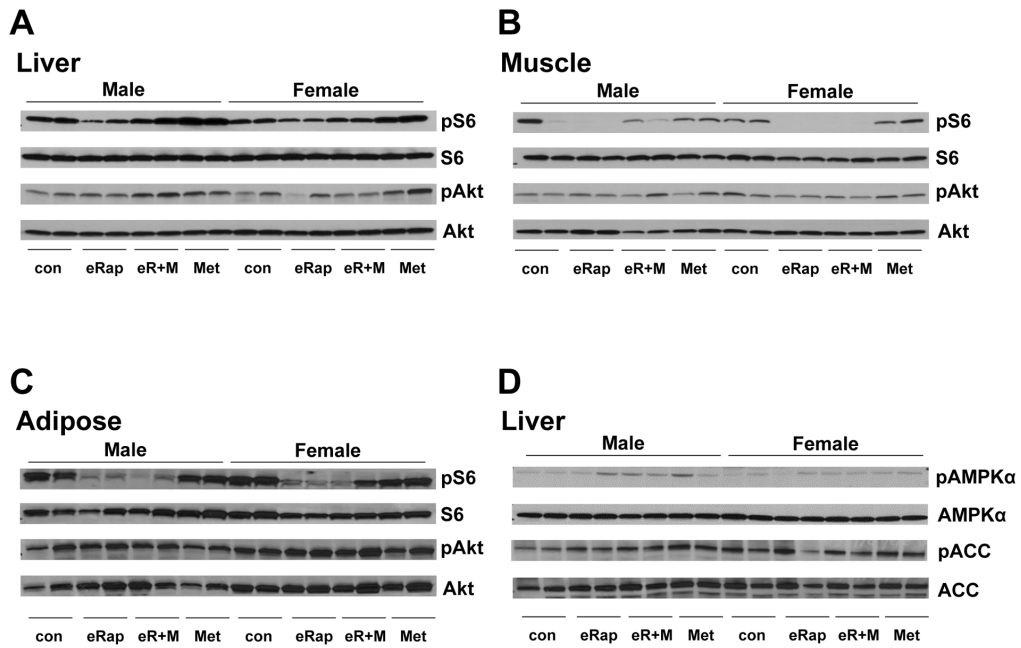 A
Liver
Male Female
pS6
S6
pAkt
Akt
con eRap eR+M Met con eRap eR+M Met
B
Muscle
Male Female
pS6
S6
pAkt
Akt
con eRap eR+M Met con eRap eR+M Met
C
Adipose
Male Female
pS6
S6
pAkt
Akt
con eRap eR+M Met con eRap eR+M Met
D
Liver
Male Female
pAMPKα
AMPKα
pACC
ACC
con eRap eR+M Met con eRap eR+M Met